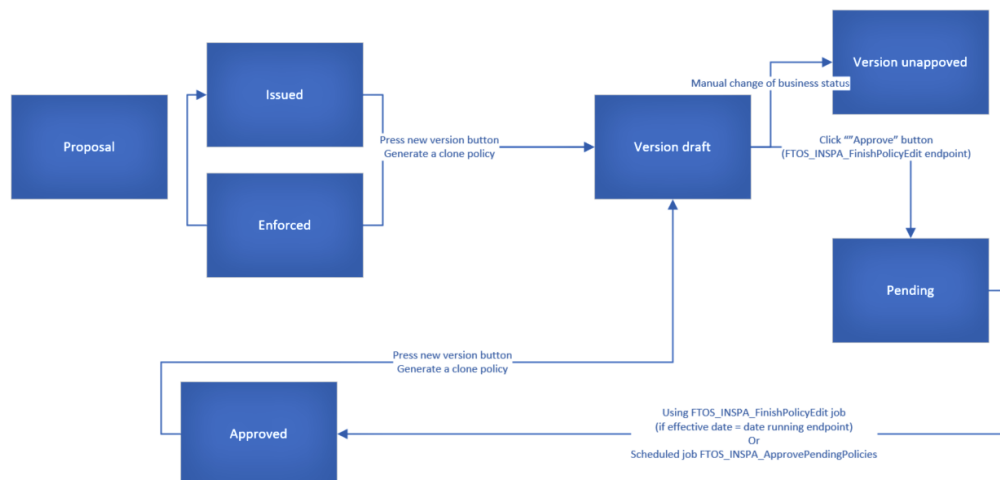 Version unappoved
Issued
Manual change of business status
Proposal
Press new version button
Generate a clone policy
Version draft
Click “”Approve” button
(FTOS_INSPA_FinishPolicyEdit endpoint)
Enforced
Pending
Press new version button
Generate a clone policy
Approved
Using FTOS_INSPA_FinishPolicyEdit job
(if effective date = date running endpoint)
Or
Scheduled job FTOS_INSPA_ApprovePendingPolicies